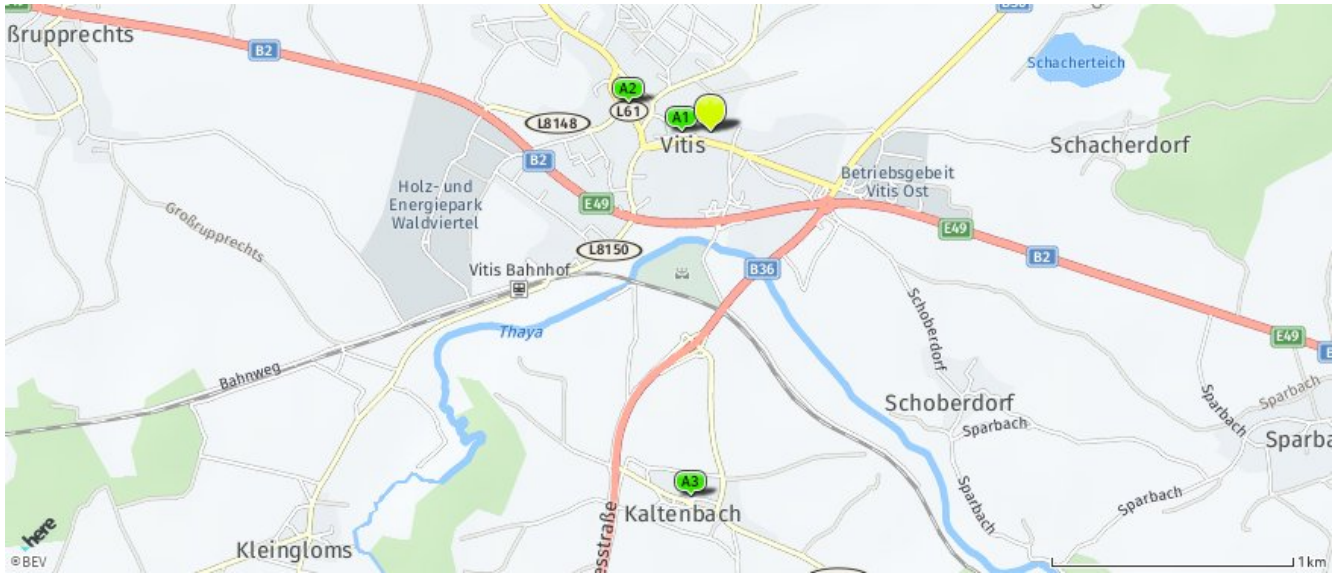 B38
ßrupprechts
B2
Schacherteich
A2
L61
A1
L8148
Vitis
Schacherdorf
B2
Betriebsgebeit
Vitis Ost
Holz- und
Energiepark
Waldviertel
E49
Großrupprechts
E49
L8150
B2
Vitis Bahnhof
B36
Schoberdorf
Thaya
E49
Bahnweg
Sparbach
Sparbach
Schoberdorf
Sparbach
Sparba
A3
Sparbach
Sparbach
Kaltenbach
esstraße
Kleingloms
here
©BEV
1km